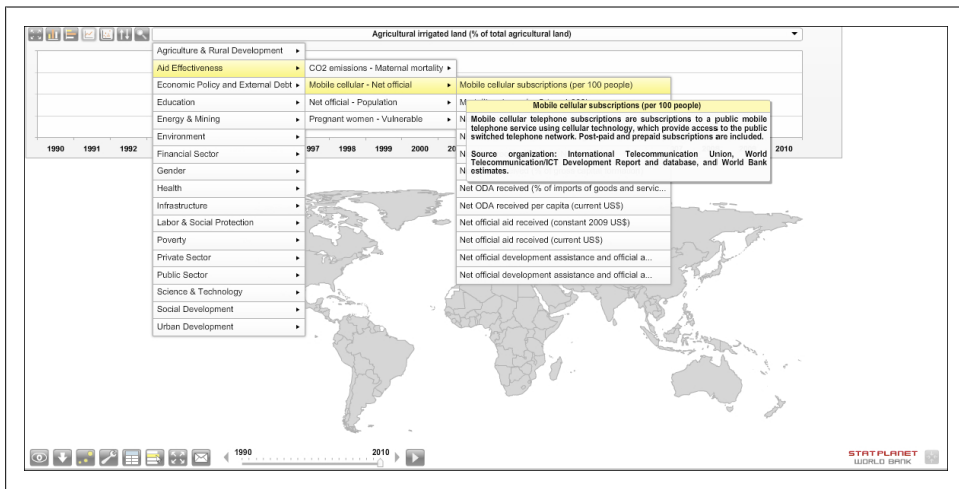 Agricultural irrigated land (% of total agricultural land)
Agriculture & Rural Development
Aid Effectiveness
Economic Policy and External Debt
Education
Energy & Mining
Environment
Financial Sector
Gender
Health
Infrastructure
Labor & Social Protection
Poverty
Private Sector
Public Sector
Science & Technology
Social Development
Urban Development
CO2 emissions - Maternal mortality
Mobile cellular - Net official
Net official - Population
Pregnant women - Vulnerable
Mobile cellular subscriptions (per 100 people)
Mobile cellular subscriptions (per 100 people)
Mobile cellular telephone subscriptions are subscriptions to a public mobile
telephone service using cellular technology, which provide access to the public
switched telephone network. Post-paid and prepaid subscriptions are included.
Source organization: International Telecommunication Union, World
Telecommunication/ICT Development Report and database, and World Bank
estimates.
Net ODA received (% of imports of goods and servic...
Net ODA received per capita (current US$)
Net official aid received (constant 2009 US$)
Net official aid received (current US$)
Net official development assistance and official a...
Net official development assistance and official a...
1990 1991 1992 997 1998 1999 2000 20 2010
1990 2010
STATPLANET
WORLD BANK